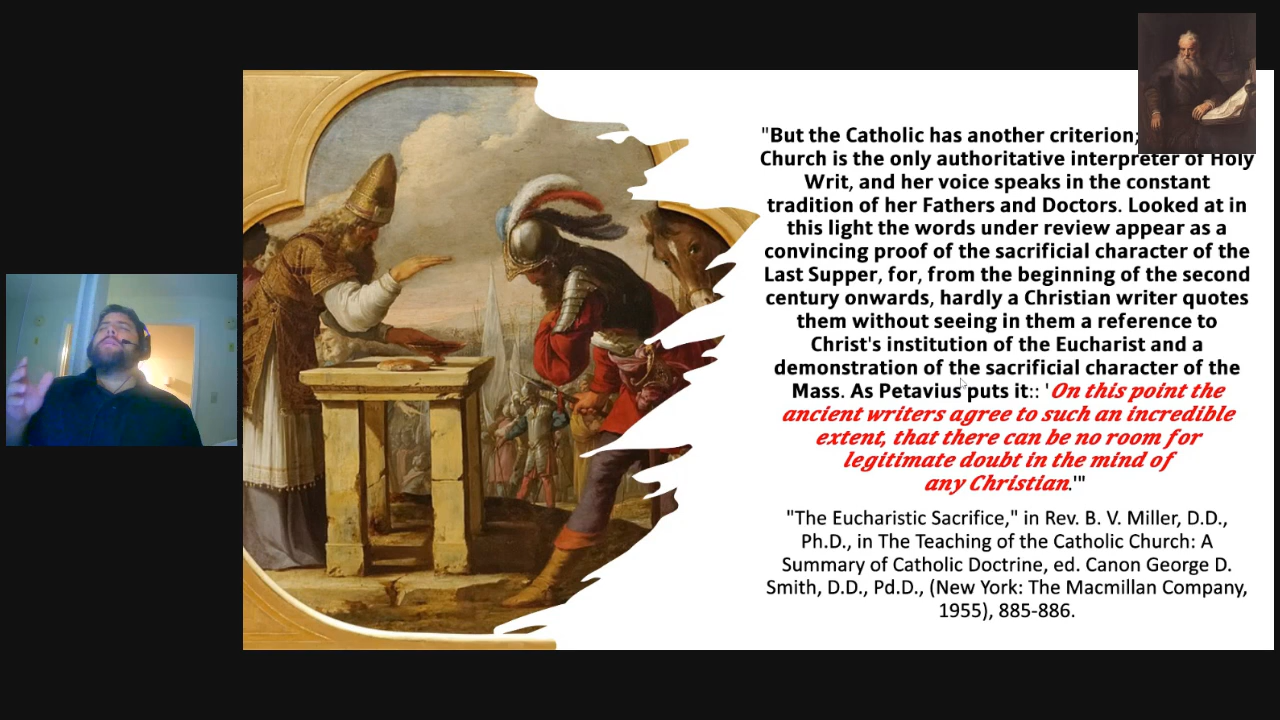 "But the Catholic has another criterion;
Church is the only authoritative interpreter of Holy
Writ, and her voice speaks in the constant
tradition of her Fathers and Doctors. Looked at in
this light the words under review appear as a
convincing proof of the sacrificial character of the
Last Supper, for, from the beginning of the second
century onwards, hardly a Christian writer quotes
them without seeing in them a reference to
Christ's institution of the Eucharist and a
demonstration of the sacrificial character of the
Mass. As Petavius puts it:: 'On this point the
ancient writers agree to such an incredible
extent, that there can be no room for
legitimate doubt in the mind of
any Christian.'"
"The Eucharistic Sacrifice," in Rev. B. V. Miller, D.D.,
Ph.D., in The Teaching of the Catholic Church: A
Summary of Catholic Doctrine, ed. Canon George D.
Smith, D.D., Pd.D., (New York: The Macmillan Company,
1955), 885-886.